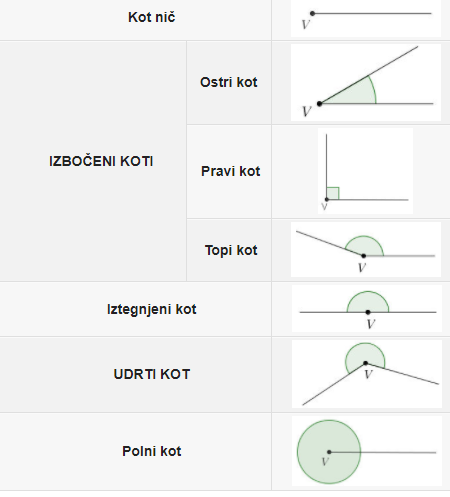 Kot nič
V
Ostri kot
V
IZBOČENI KOTI
Pravi kot
V
Topi kot
V
Iztegnjeni kot
V
UDRTI KOT
V
Polni kot
V